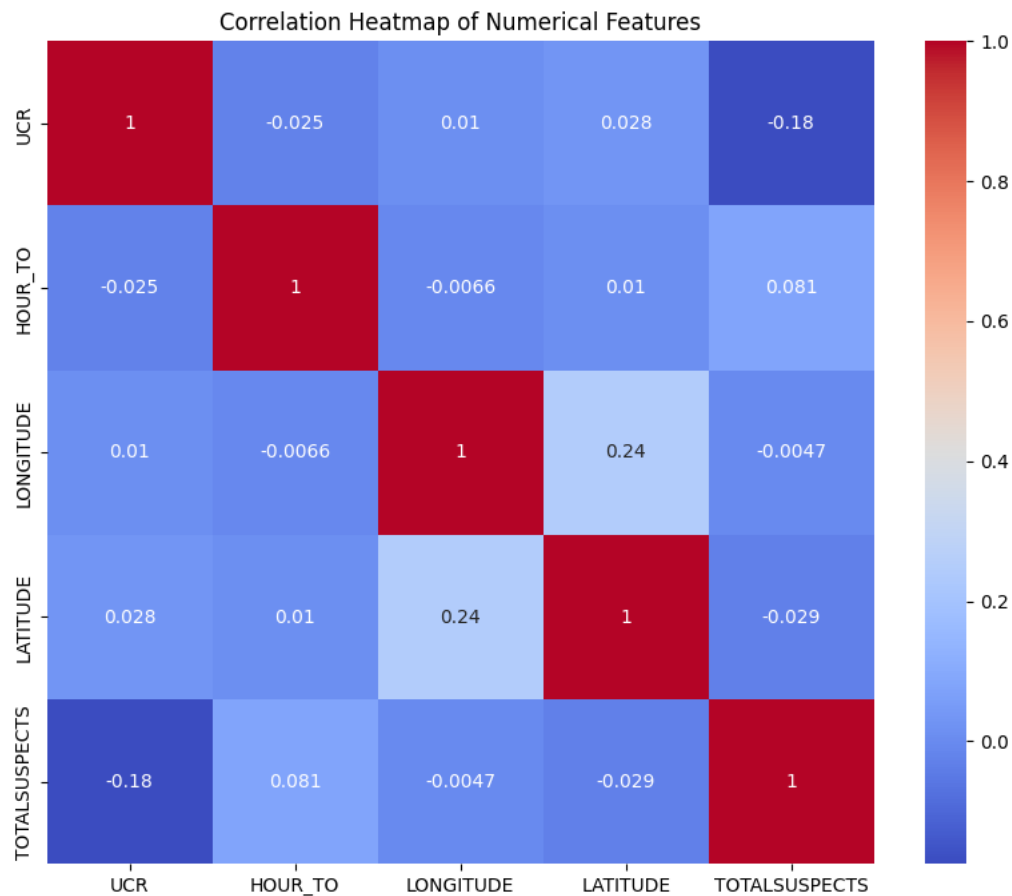 Correlation Heatmap of Numerical Features
UCR 1 -0.025 0.01 0.028 -0.18
HOUR_TO -0.025 1 -0.0066 0.01 0.081
LONGITUDE 0.01 -0.0066 1 0.24 -0.0047
LATITUDE 0.028 0.01 0.24 1 -0.029
TOTALSUSPECTS -0.18 0.081 -0.0047 -0.029 1
UCR HOUR_TO LONGITUDE LATITUDE TOTALSUSPECTS
1.0
0.8
0.6
0.4
0.2
0.0